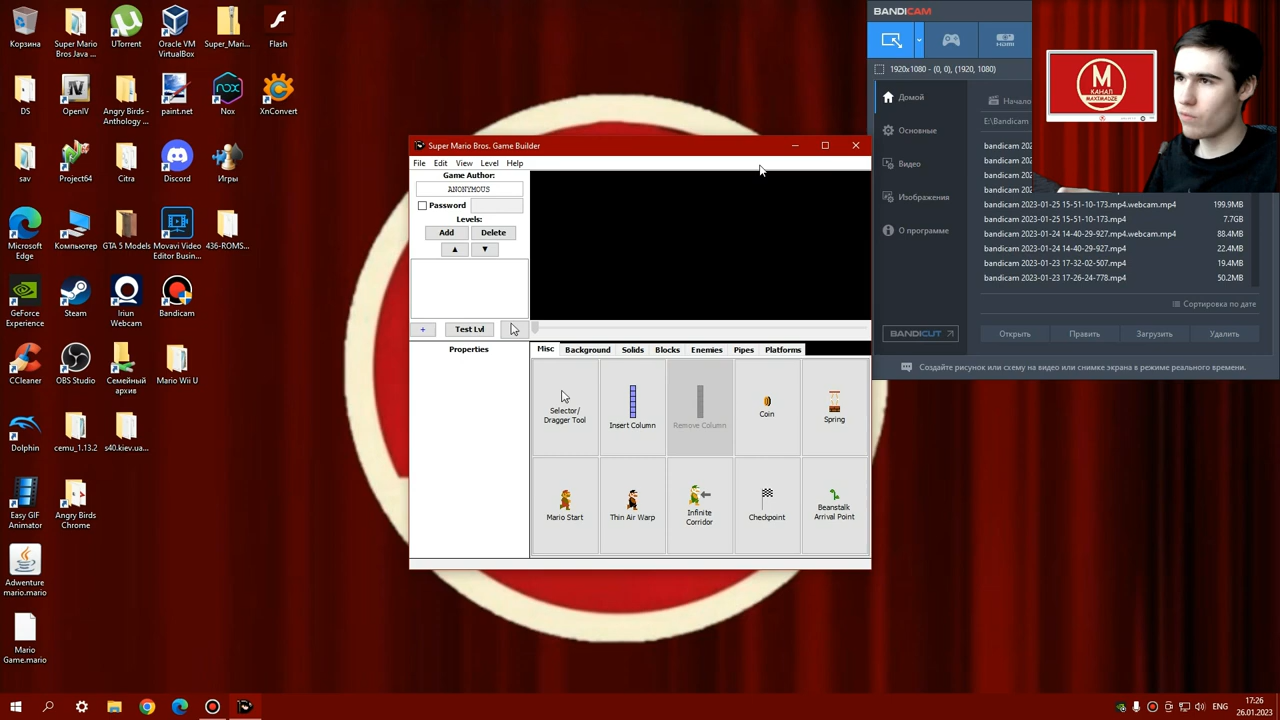 Корзина
Super Mario
Bros Java ...
UTorrent
Oracle VM
VirtualBox
Super_Mari...
Flash
DS
OpenIV
Angry Birds -
Anthology ...
paint.net
Nox
XnConvert
sav
Project64
Citra
Discord
Игры
Microsoft
Edge
Компьютер
GTA 5 Models
Movavi Video
Editor Busin...
436-ROMS...
GeForce
Experience
Steam
Iriun
Webcam
Bandicam
CCleaner
OBS Studio
Семейный
архив
Mario Wii U
Dolphin
cemu_1.13.2
s40.kiev.ua...
Easy GIF
Animator
Angry Birds
Chrome
Adwenture
mario.mario
Mario
Game.mario
Super Mario Bros. Game Builder
File Edit View Level Help
Game Author:
ANONYMOUS
Password
Levels:
Add Delete
▲ ▼
+ Test Lvl
Properties
Misc Background Solids Blocks Enemies Pipes Platforms
Selector/
Dragger Tool
Insert Column
Remove Column
Coin
Spring
Mario Start
Thin Air Warp
Infinite
Corridor
Checkpoint
Beanstalk
Arrival Point
BANDICAM
HDMI
1920x1080 - (0, 0), (1920, 1080)
Домой
Основные
Видео
Изображения
О программе
Начало
E:\Bandicam
bandicam 202
bandicam 202
bandicam 202
bandicam 202
bandicam 2023-01-25 15-51-10-173.mp4.webcam.mp4 199.9MB
bandicam 2023-01-25 15-51-10-173.mp4 7.7GB
bandicam 2023-01-24 14-40-29-927.mp4.webcam.mp4 88.4MB
bandicam 2023-01-24 14-40-29-927.mp4 22.4MB
bandicam 2023-01-23 17-32-02-507.mp4 19.4MB
bandicam 2023-01-23 17-26-24-778.mp4 50.2MB
Сортировка по дате
BANDICUT
Открыть Править Загрузить Удалить
Создайте рисунок или схему на видео или снимке экрана в режиме реального времени.
M
КАНАЛ
MAXIMADZE
ENG
17:26
26.01.2023